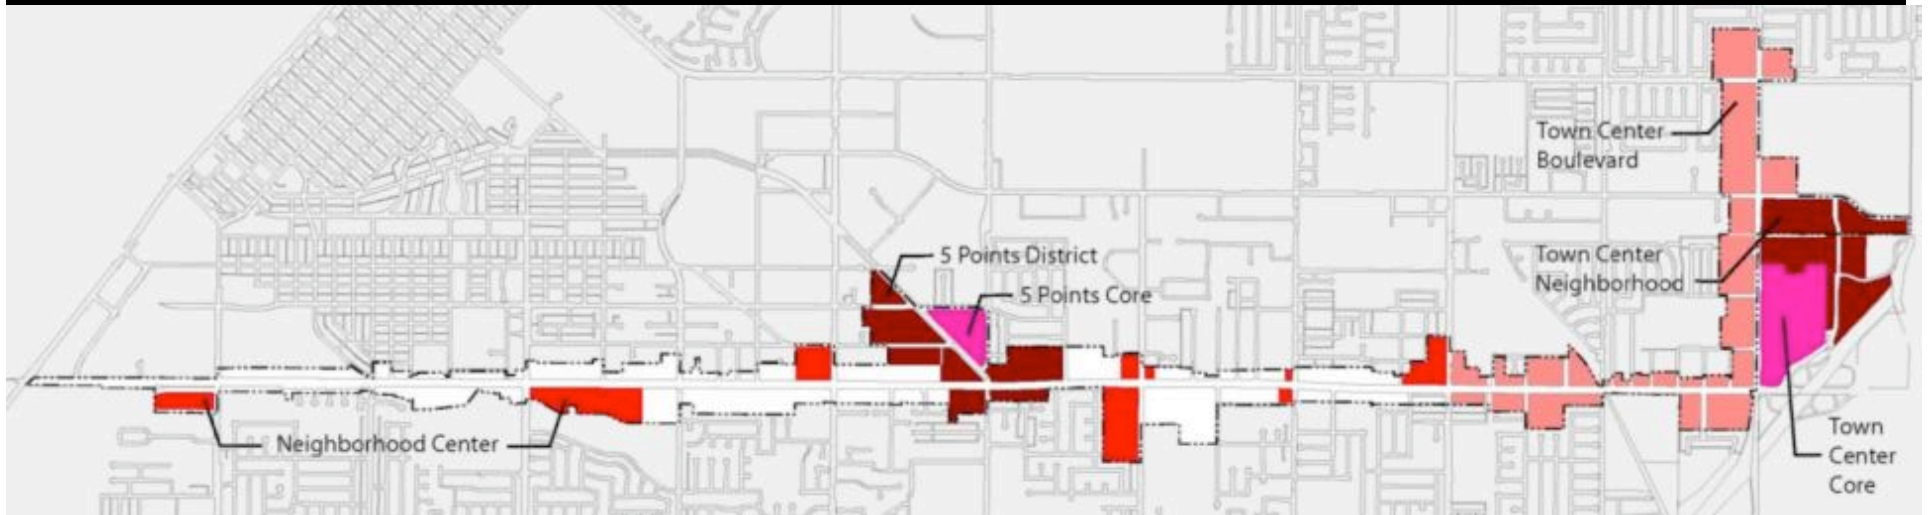 Town Center
Boulevard
5 Points District
5 Points Core
Town Center
Neighborhood
Neighborhood Center
Town
Center
Core